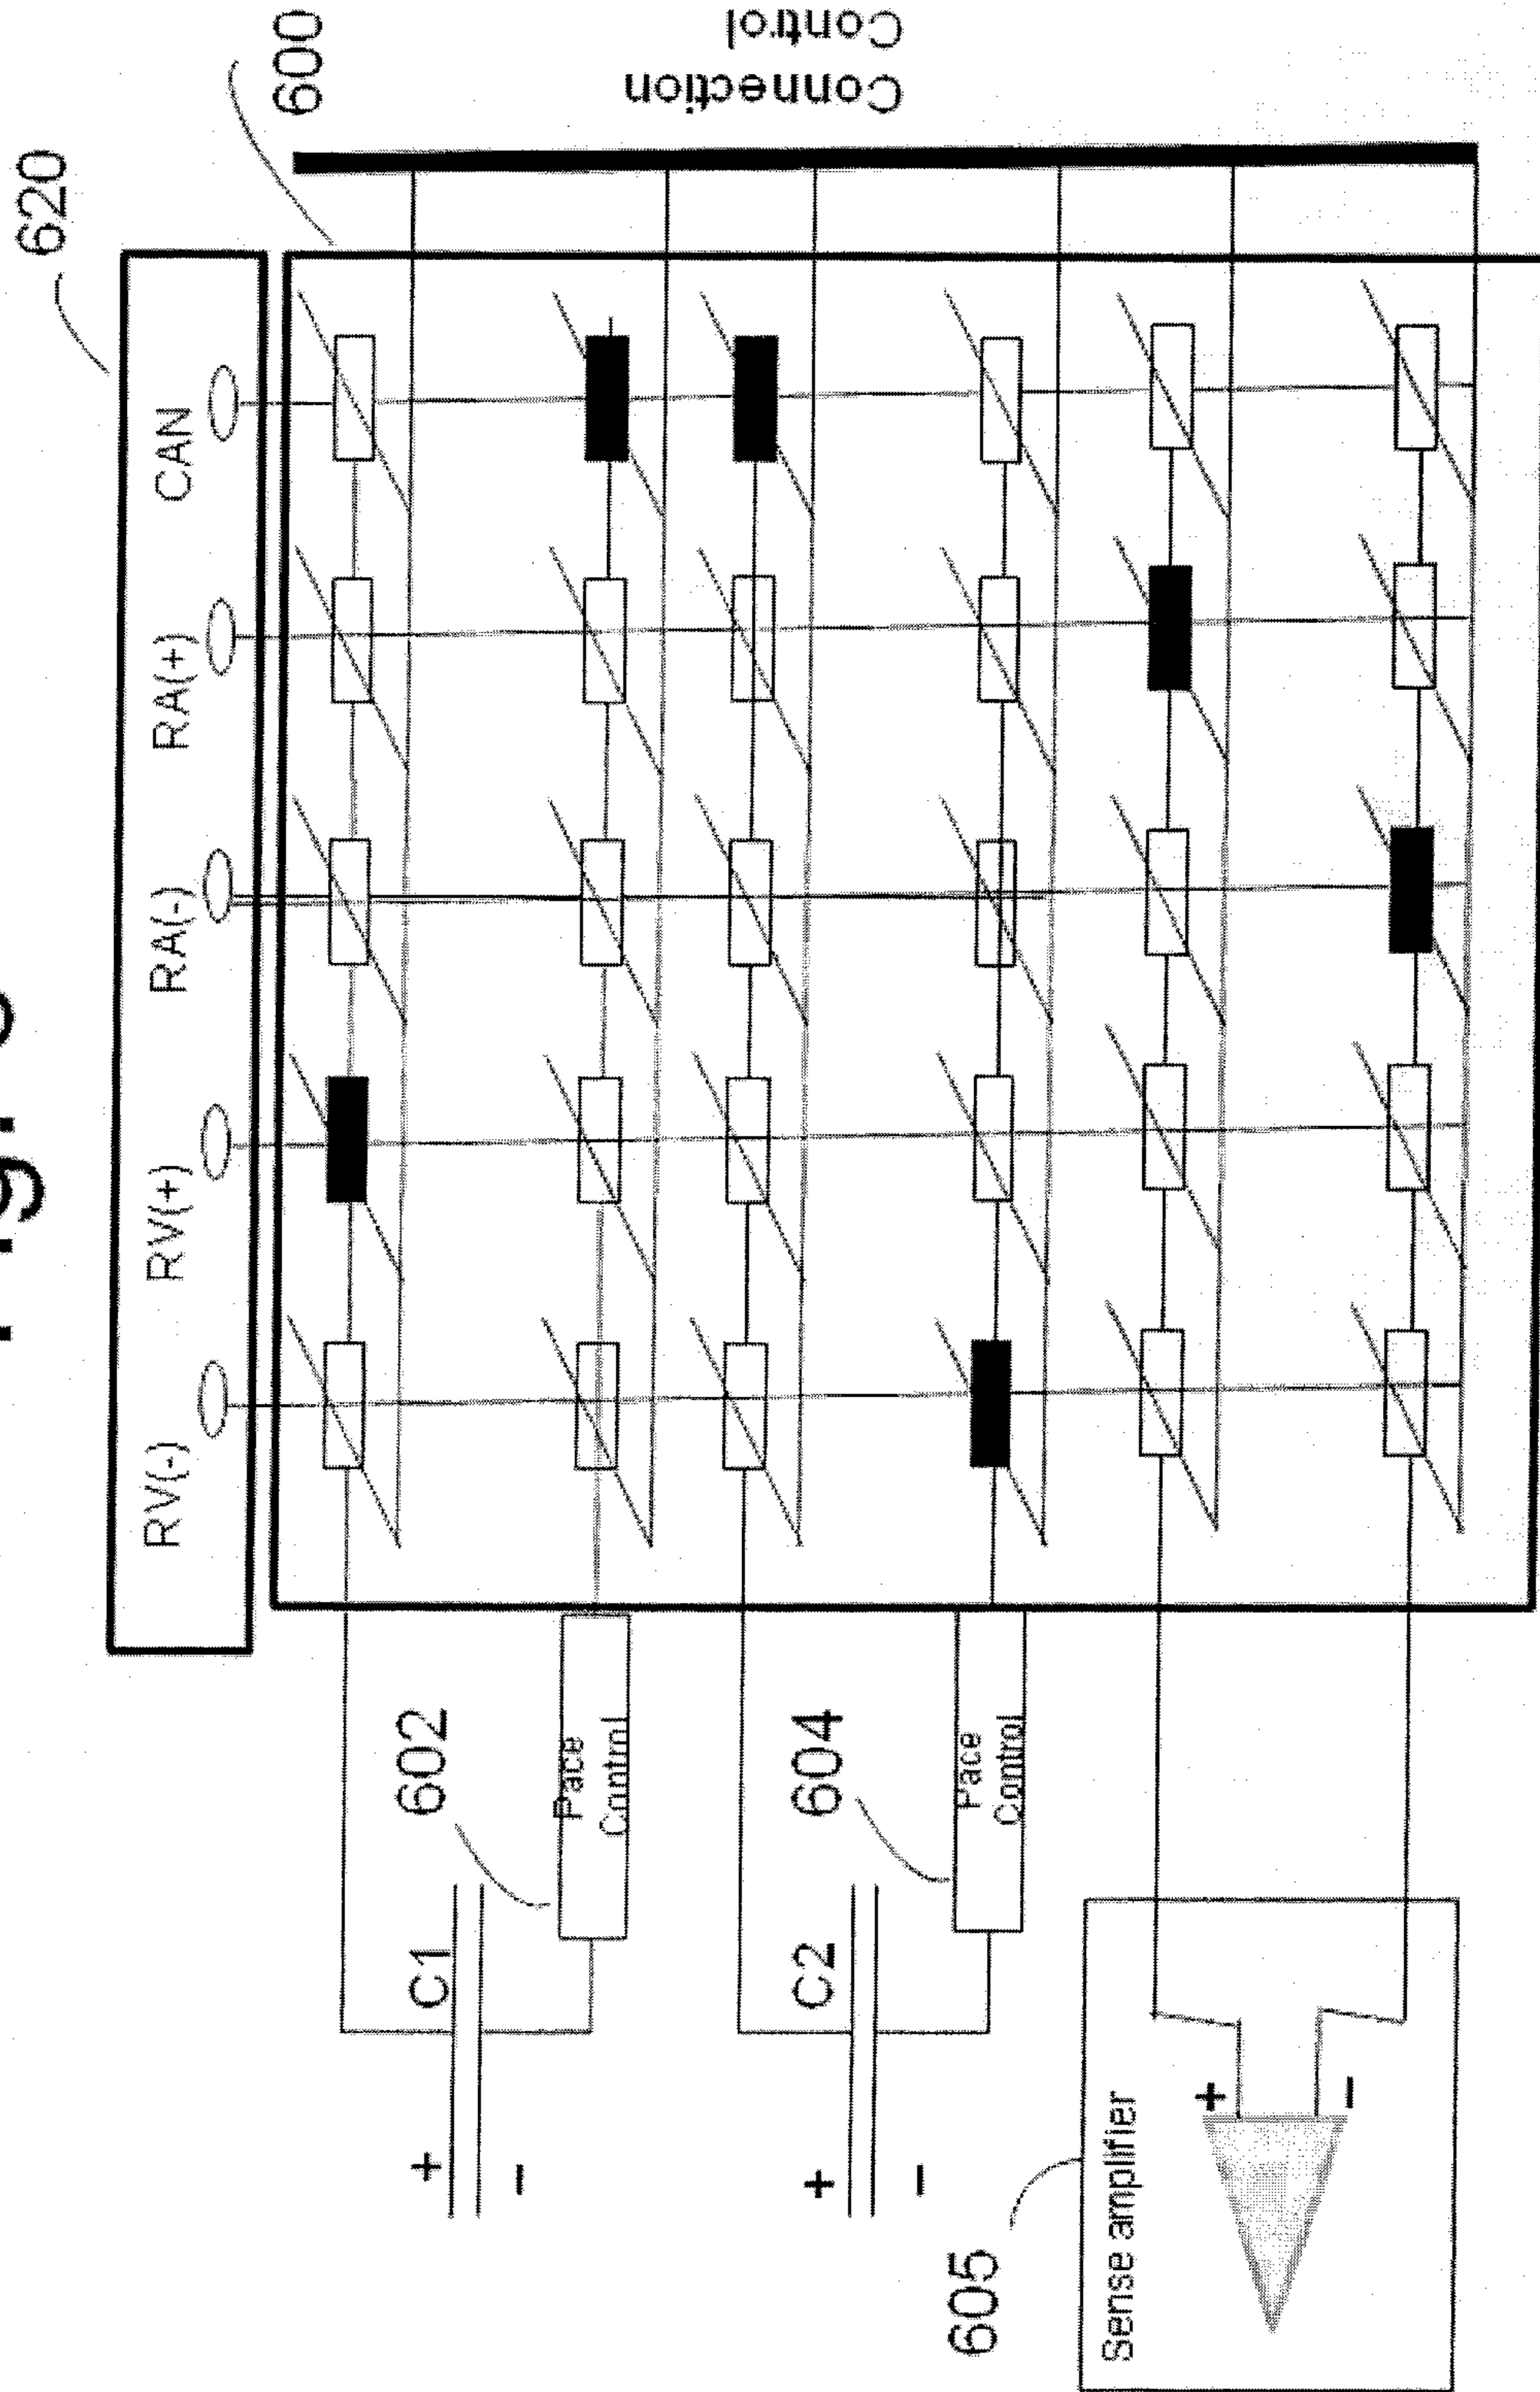 620
600
RV(-)
RV(+)
RA(-)
RA(+)
CAN
C1
+
−
602
Pace
Control
C2
+
−
604
Pace
Control
605
Sense amplifier
+
−
Connection
Control